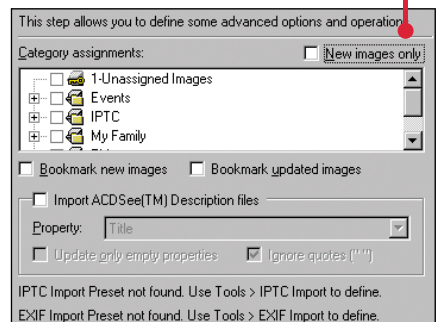 This step allows you to define some advanced options and operation
Category assignments:
New images only
1-Unassigned Images
Events
IPTC
My Family
Bookmark new images Bookmark updated images
Import ACDSee(TM) Description files
Property: Title
Update only empty properties Ignore quotes (" ")
IPTC Import Preset not found. Use Tools > IPTC Import to define.
EXIF Import Preset not found. Use Tools > EXIF Import to define.